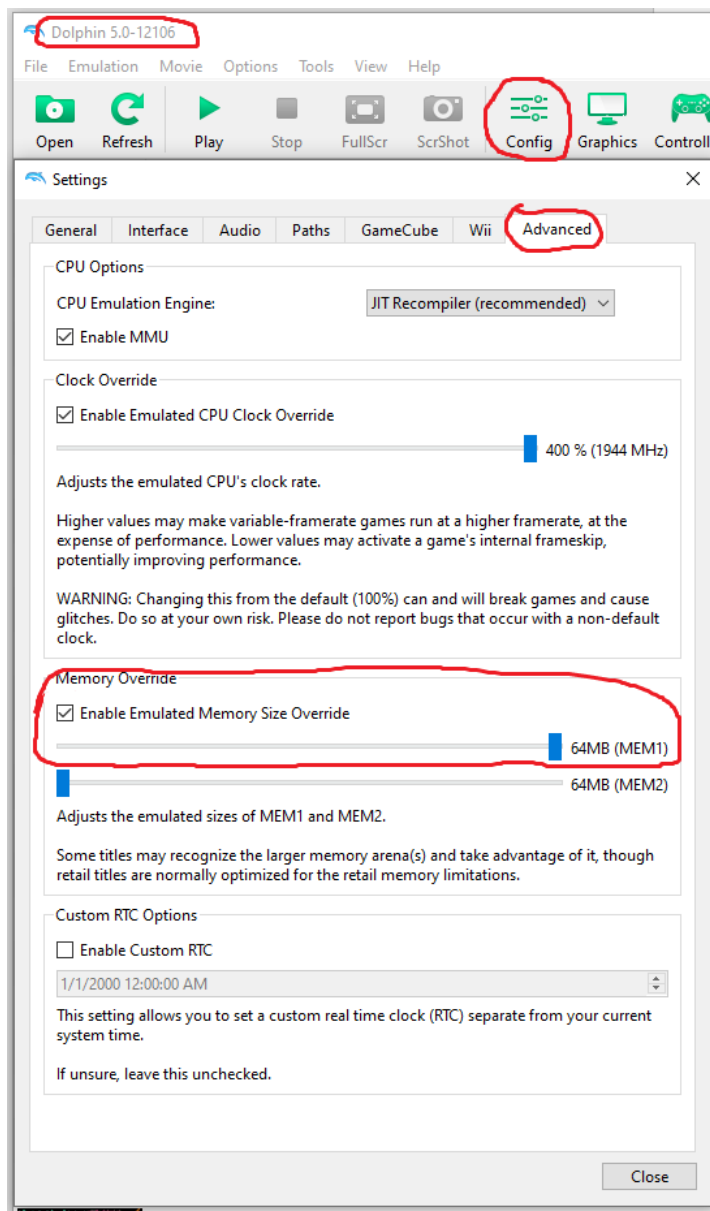 Dolphin 5.0-12106
File Emulation Movie Options Tools View Help
Open Refresh Play Stop FullScr ScrShot Config Graphics Controll
Settings
General Interface Audio Paths GameCube Wii Advanced
CPU Options
CPU Emulation Engine: JIT Recompiler (recommended)
Enable MMU
Clock Override
Enable Emulated CPU Clock Override
400 % (1944 MHz)
Adjusts the emulated CPU's clock rate.
Higher values may make variable-framerate games run at a higher framerate, at the
expense of performance. Lower values may activate a game's internal frameskip,
potentially improving performance.
WARNING: Changing this from the default (100%) can and will break games and cause
glitches. Do so at your own risk. Please do not report bugs that occur with a non-default
clock.
Memory Override
Enable Emulated Memory Size Override
64MB (MEM1)
64MB (MEM2)
Adjusts the emulated sizes of MEM1 and MEM2.
Some titles may recognize the larger memory arena(s) and take advantage of it, though
retail titles are normally optimized for the retail memory limitations.
Custom RTC Options
Enable Custom RTC
1/1/2000 12:00:00 AM
This setting allows you to set a custom real time clock (RTC) separate from your current
system time.
If unsure, leave this unchecked.
Close